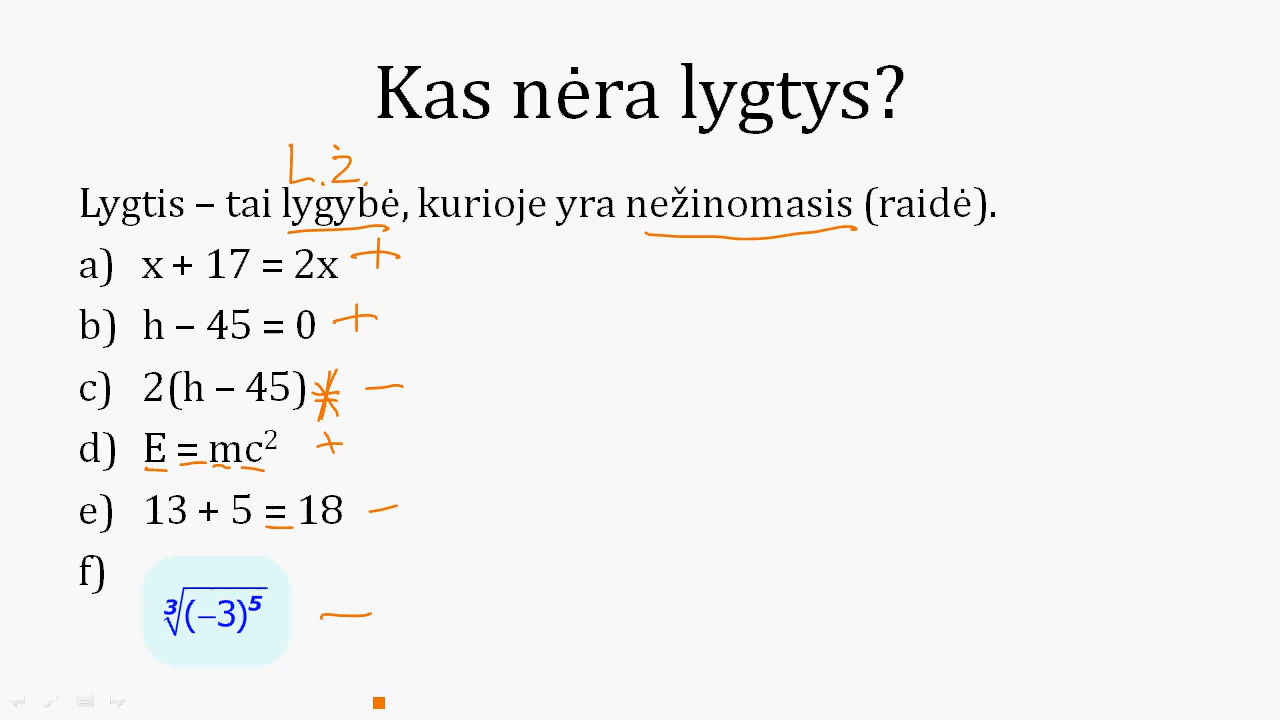 Kas nėra lygtys?
L.ž.
Lygtis – tai lygybė, kurioje yra nežinomasis (raidė).
a) x + 17 = 2x +
b) h – 45 = 0 +
c) 2(h – 45) –
d) E = mc² +
e) 13 + 5 = 18 –
f) ∛(–3)⁵ –